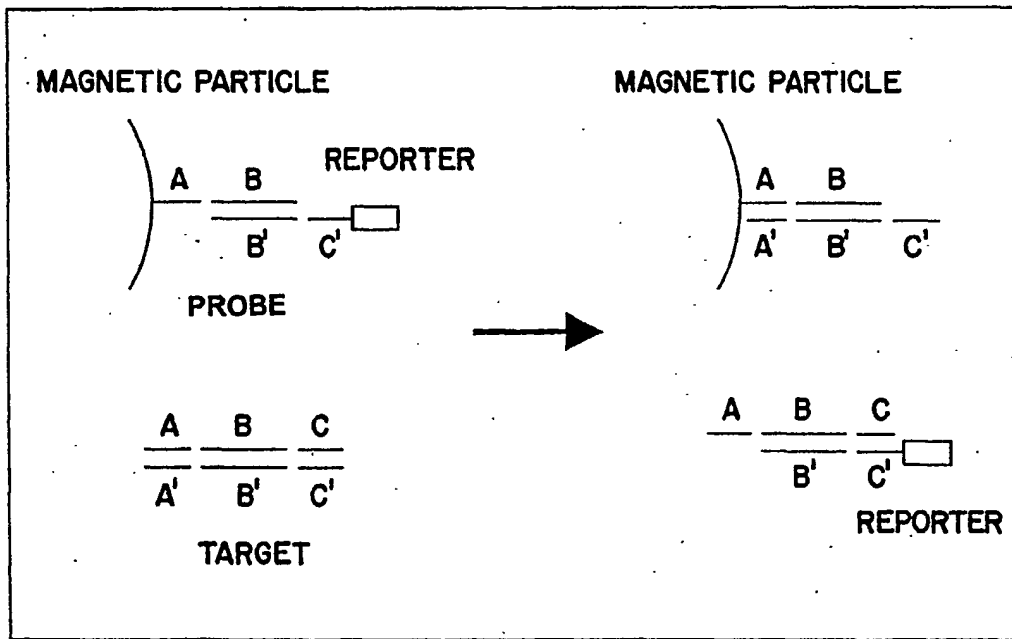 MAGNETIC PARTICLE
REPORTER
A B
B' C'
PROBE
A B C
A' B' C'
TARGET
MAGNETIC PARTICLE
A B
A' B' C'
A B C
B' C'
REPORTER